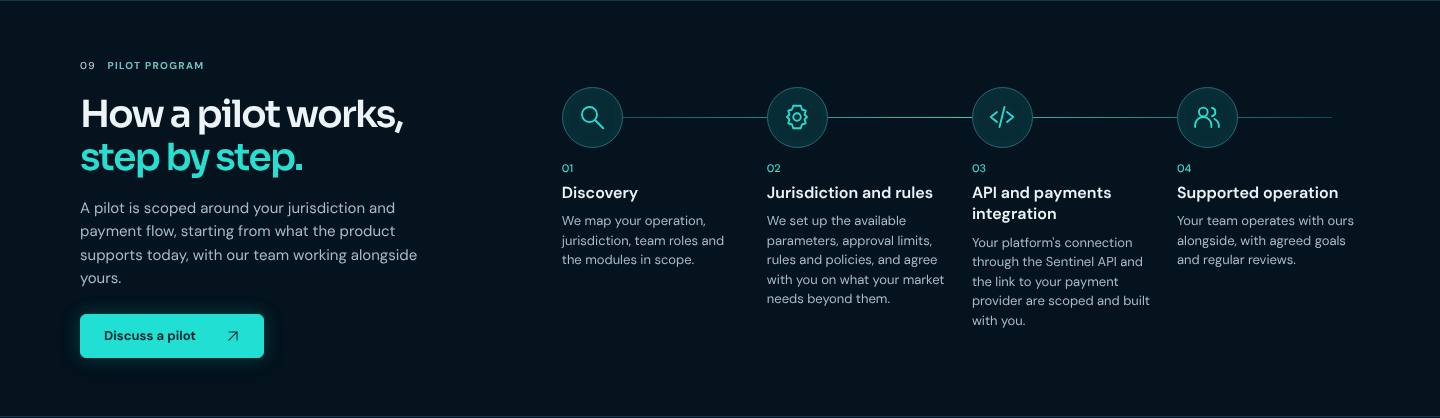 09 PILOT PROGRAM
How a pilot works,
step by step.
A pilot is scoped around your jurisdiction and
payment flow, starting from what the product
supports today, with our team working alongside
yours.
Discuss a pilot
01
Discovery
We map your operation,
jurisdiction, team roles and
the modules in scope.
02
Jurisdiction and rules
We set up the available
parameters, approval limits,
rules and policies, and agree
with you on what your market
needs beyond them.
03
API and payments
integration
Your platform's connection
through the Sentinel API and
the link to your payment
provider are scoped and built
with you.
04
Supported operation
Your team operates with ours
alongside, with agreed goals
and regular reviews.